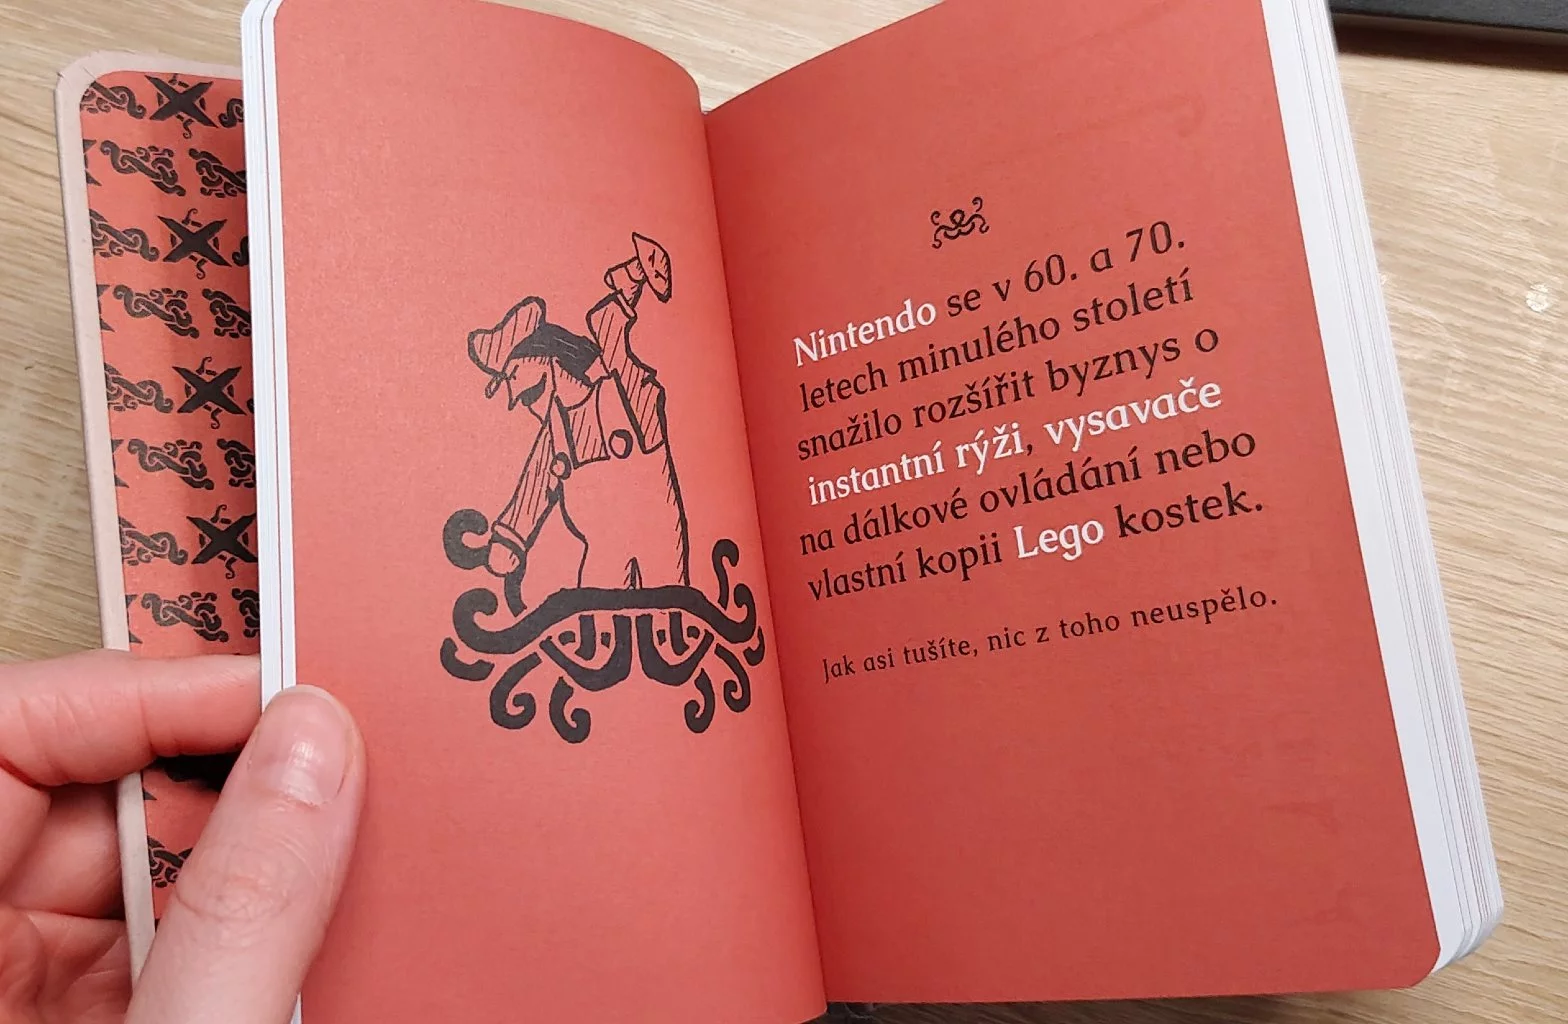 Nintendo se v 60. a 70.
letech minulého století
snažilo rozšířit byznys o
instantní rýži, vysavače
na dálkové ovládání nebo
vlastní kopii Lego kostek.
Jak asi tušíte, nic z toho neuspělo.